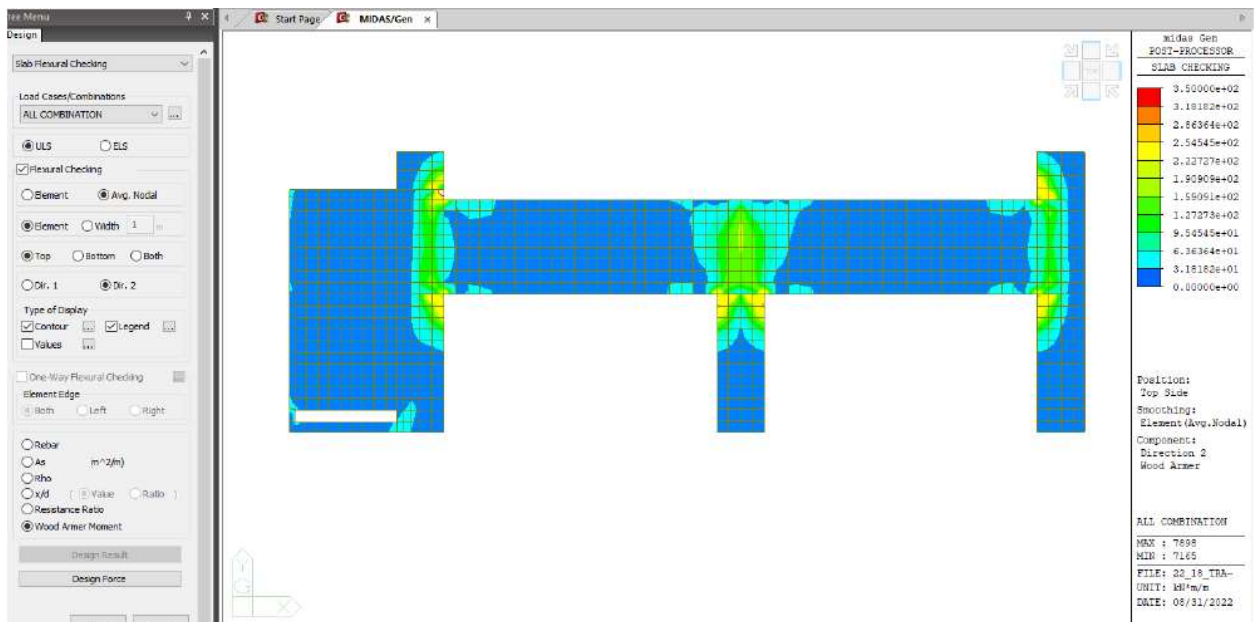 ree Menu
Design
Start Page
MIDAS/Gen
Slab Flexural Checking
Load Cases/Combinations
ALL COMBINATION
ULS
ELS
Flexural Checking
Element
Avg. Nodal
Element
Width
1
m
Top
Bottom
Both
Dir. 1
Dir. 2
Type of Display
Contour
Legend
Values
One-Way Flexural Checking
Element Edge
Both
Left
Right
Rebar
As
m^2/m)
Rho
x/d
( Value
Ratio )
Resistance Ratio
Wood Armer Moment
Design Result
Design Force
Y
G
X
midas Gen
POST-PROCESSOR
SLAB CHECKING
3.50000e+02
3.18182e+02
2.86364e+02
2.54545e+02
2.22727e+02
1.90909e+02
1.59091e+02
1.27273e+02
9.54545e+01
6.36364e+01
3.18182e+01
0.00000e+00
Position:
Top Side
Smoothing:
Element(Avg.Nodal)
Component:
Direction 2
Wood Armer
ALL COMBINATION
MAX : 7898
MIN : 7165
FILE: 22_18_TRA~
UNIT: kN*m/m
DATE: 08/31/2022